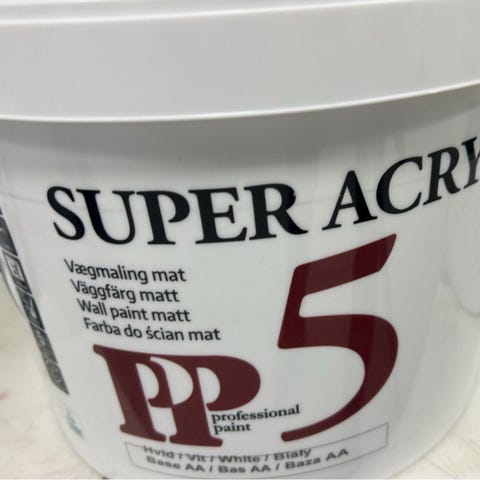 SUPER ACRY
5
Vægmaling mat
Väggfärg matt
Wall paint matt
Farba do ścian mat
PP professional
paint
Hvid / Vit / White / Biały
Base AA / Bas AA / Baza AA